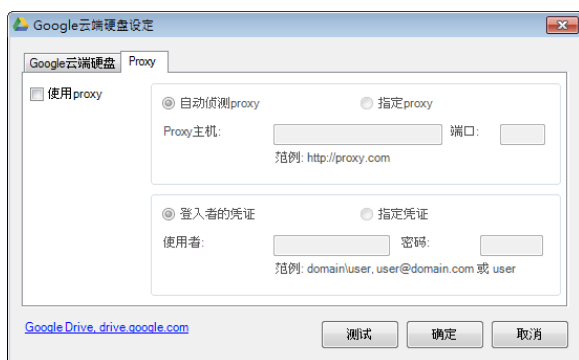 Google云端硬盘设定
Google云端硬盘 Proxy
使用proxy
自动侦测proxy 指定proxy
Proxy主机: 端口:
范例: http://proxy.com
登入者的凭证 指定凭证
使用者: 密码:
范例: domain\user, user@domain.com 或 user
Google Drive, drive.google.com
测试 确定 取消